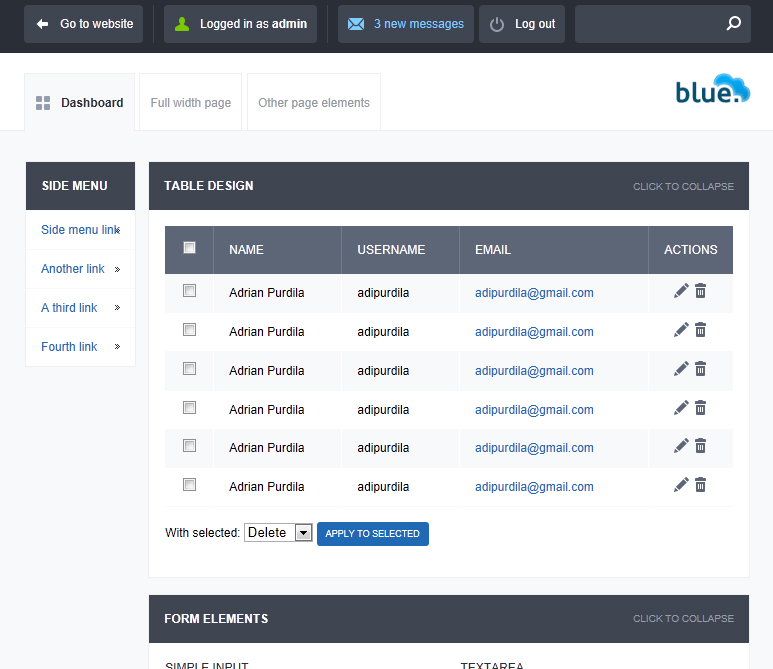 Go to website Logged in as admin 3 new messages Log out
Dashboard Full width page Other page elements
blue.
SIDE MENU
Side menu link
Another link »
A third link »
Fourth link »
TABLE DESIGN CLICK TO COLLAPSE
NAME USERNAME EMAIL ACTIONS
Adrian Purdila adipurdila adipurdila@gmail.com
Adrian Purdila adipurdila adipurdila@gmail.com
Adrian Purdila adipurdila adipurdila@gmail.com
Adrian Purdila adipurdila adipurdila@gmail.com
Adrian Purdila adipurdila adipurdila@gmail.com
Adrian Purdila adipurdila adipurdila@gmail.com
With selected: Delete APPLY TO SELECTED
FORM ELEMENTS CLICK TO COLLAPSE
SIMPLE INPUT TEXTAREA